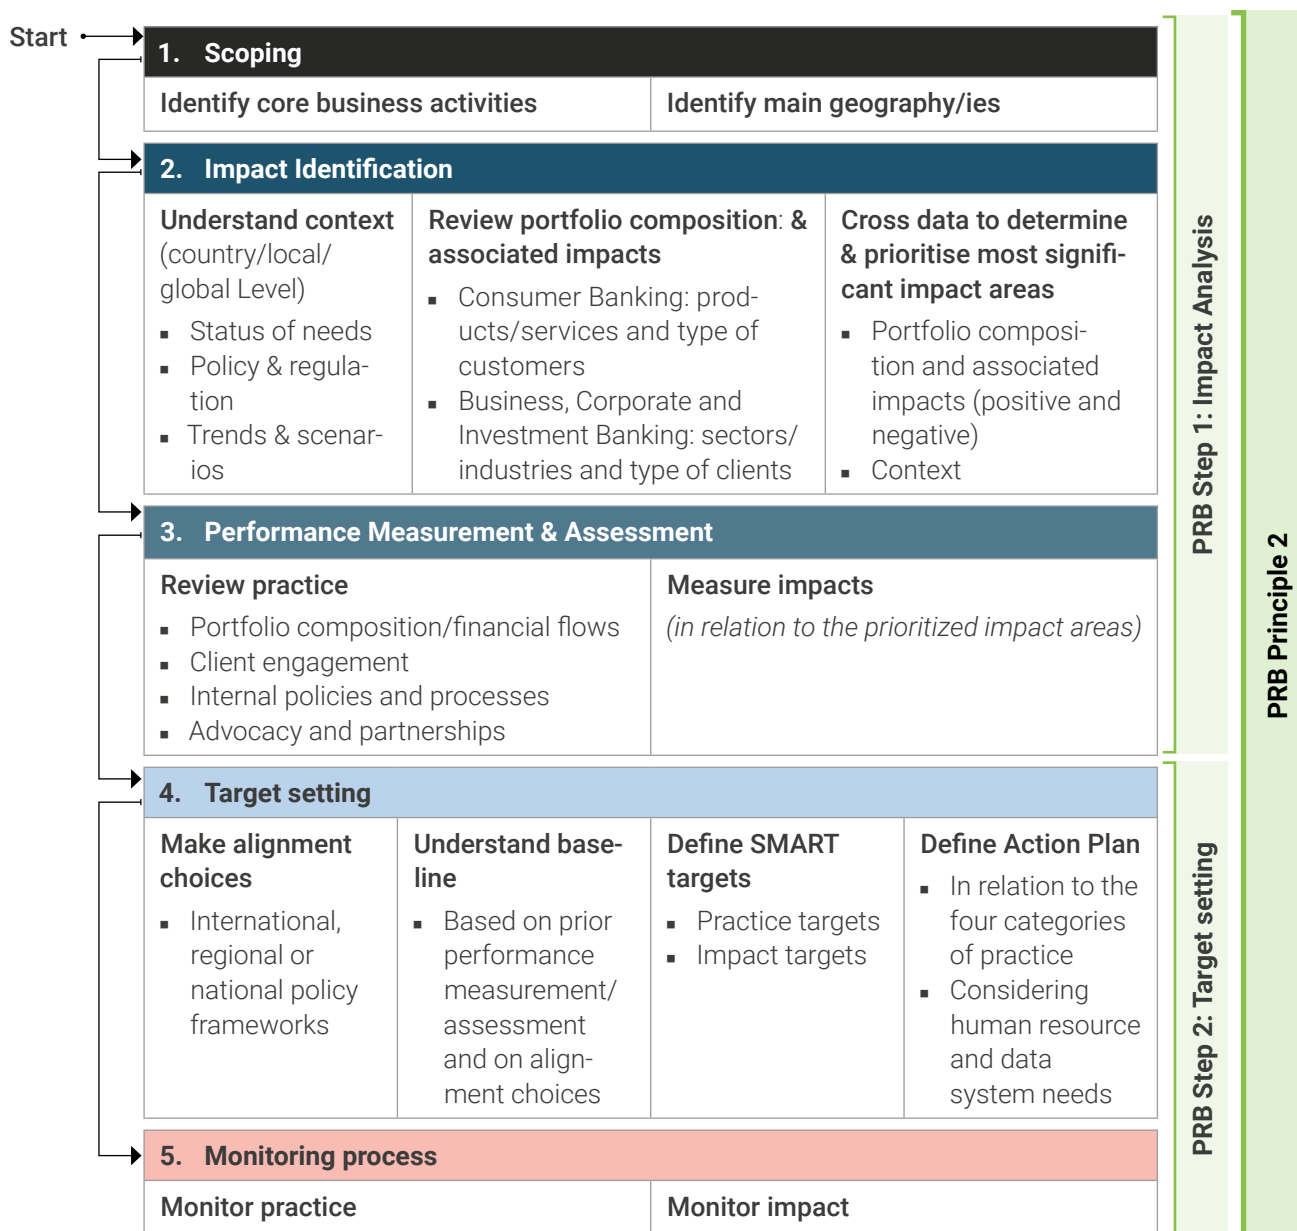 Start
1. Scoping
Identify core business activities
Identify main geography/ies
2. Impact Identification
Understand context
(country/local/
global Level)
▪ Status of needs
▪ Policy & regula-
tion
▪ Trends & scenar-
ios
Review portfolio composition: &
associated impacts
▪ Consumer Banking: prod-
ucts/services and type of
customers
▪ Business, Corporate and
Investment Banking: sectors/
industries and type of clients
Cross data to determine
& prioritise most signifi-
cant impact areas
▪ Portfolio composi-
tion and associated
impacts (positive and
negative)
▪ Context
3. Performance Measurement & Assessment
Review practice
▪ Portfolio composition/financial flows
▪ Client engagement
▪ Internal policies and processes
▪ Advocacy and partnerships
Measure impacts
(in relation to the prioritized impact areas)
4. Target setting
Make alignment
choices
▪ International,
regional or
national policy
frameworks
Understand base-
line
▪ Based on prior
performance
measurement/
assessment
and on align-
ment choices
Define SMART
targets
▪ Practice targets
▪ Impact targets
Define Action Plan
▪ In relation to the
four categories
of practice
▪ Considering
human resource
and data
system needs
5. Monitoring process
Monitor practice
Monitor impact
PRB Step 1: Impact Analysis
PRB Step 2: Target setting
PRB Principle 2